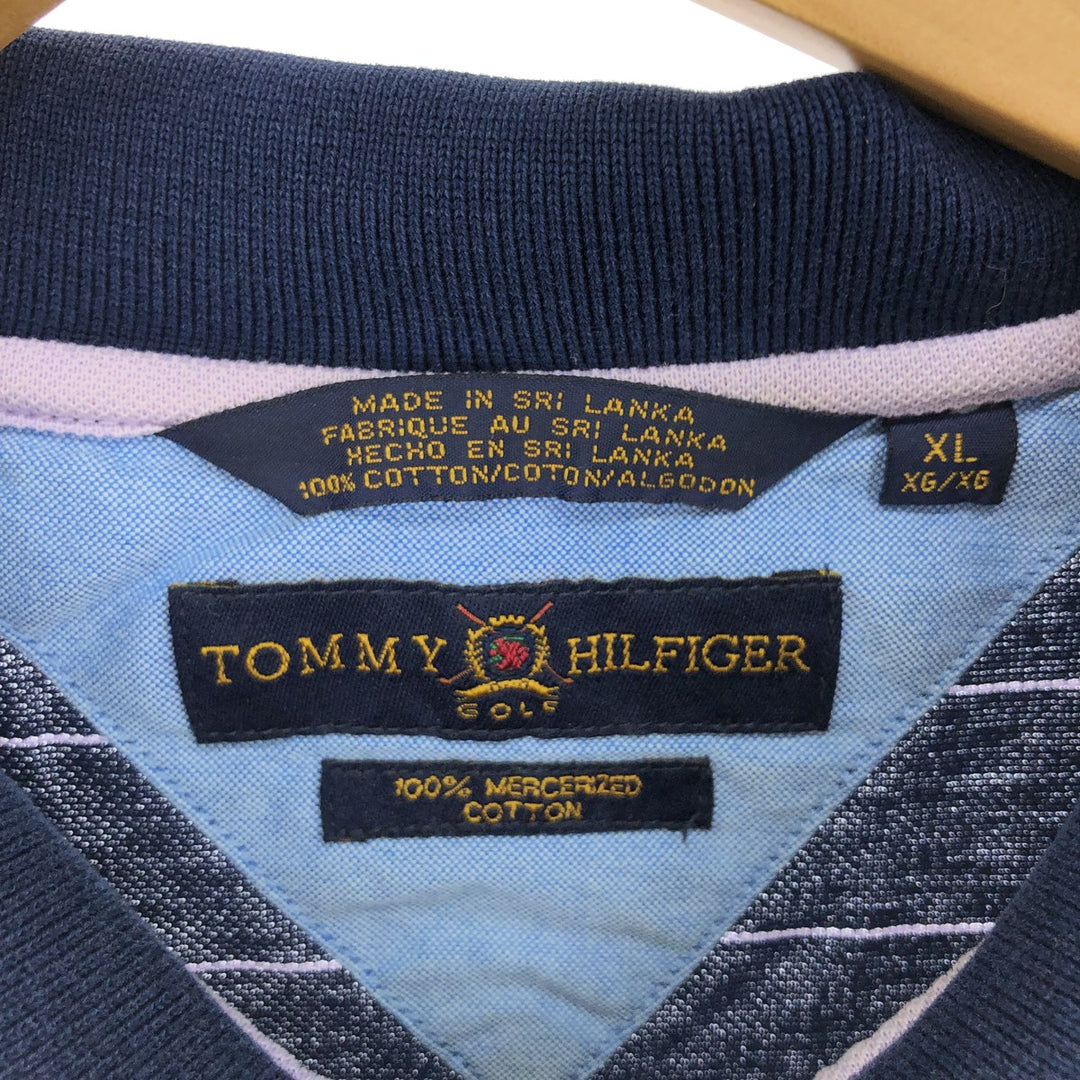 MADE IN SRI LANKA
FABRIQUE AU SRI LANKA
HECHO EN SRI LANKA
100% COTTON/COTON/ALGODON
XL
XG/XG
TOMMY HILFIGER
GOLF
100% MERCERIZED
COTTON